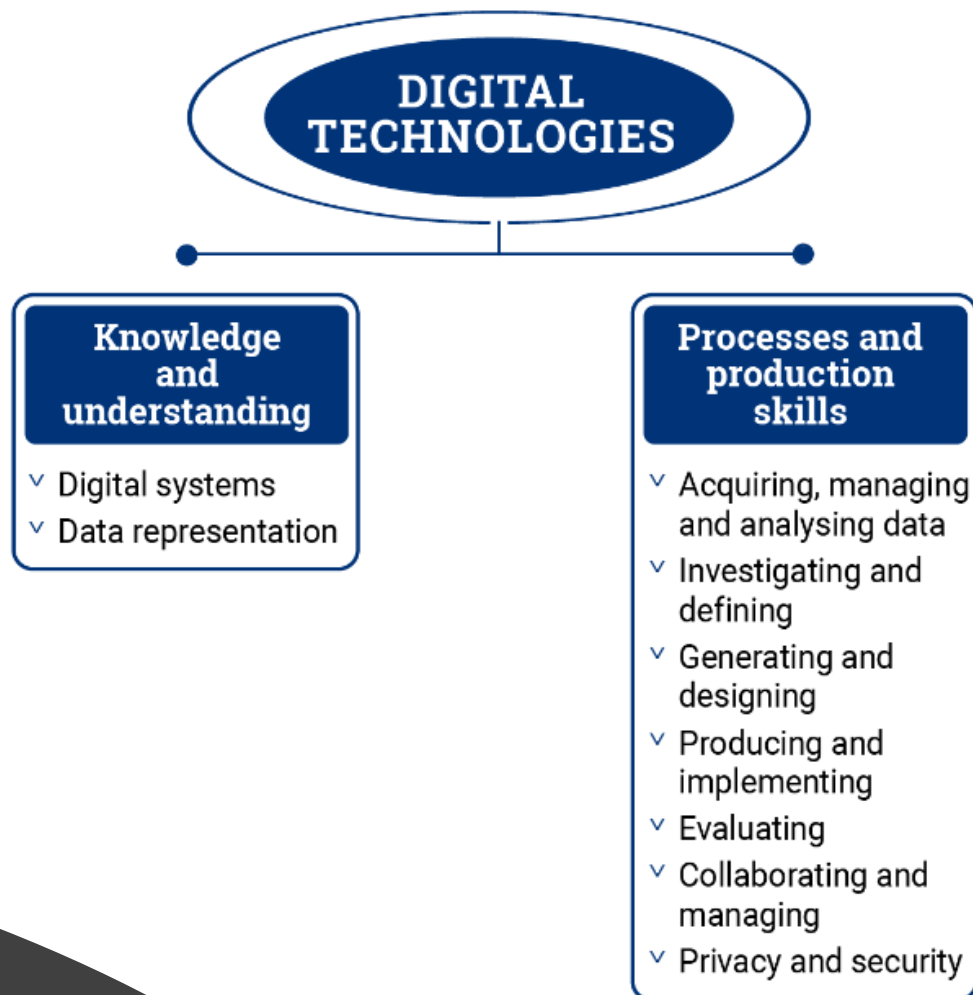 DIGITAL
TECHNOLOGIES
Knowledge
and
understanding
Digital systems
Data representation
Processes and
production
skills
Acquiring, managing
and analysing data
Investigating and
defining
Generating and
designing
Producing and
implementing
Evaluating
Collaborating and
managing
Privacy and security